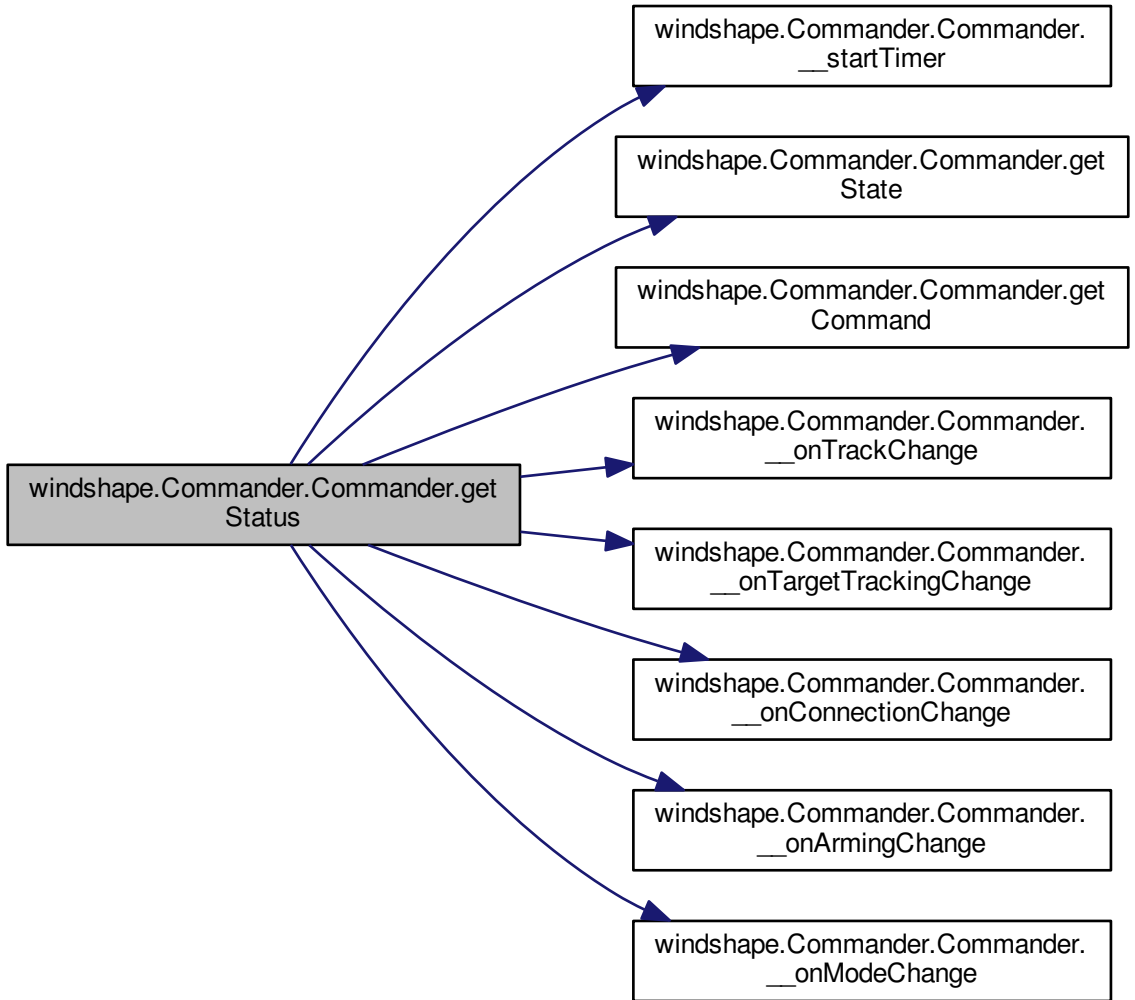 windshape.Commander.Commander.
__startTimer
windshape.Commander.Commander.get
State
windshape.Commander.Commander.get
Command
windshape.Commander.Commander.
__onTrackChange
windshape.Commander.Commander.get
Status
windshape.Commander.Commander.
__onTargetTrackingChange
windshape.Commander.Commander.
__onConnectionChange
windshape.Commander.Commander.
__onArmingChange
windshape.Commander.Commander.
__onModeChange